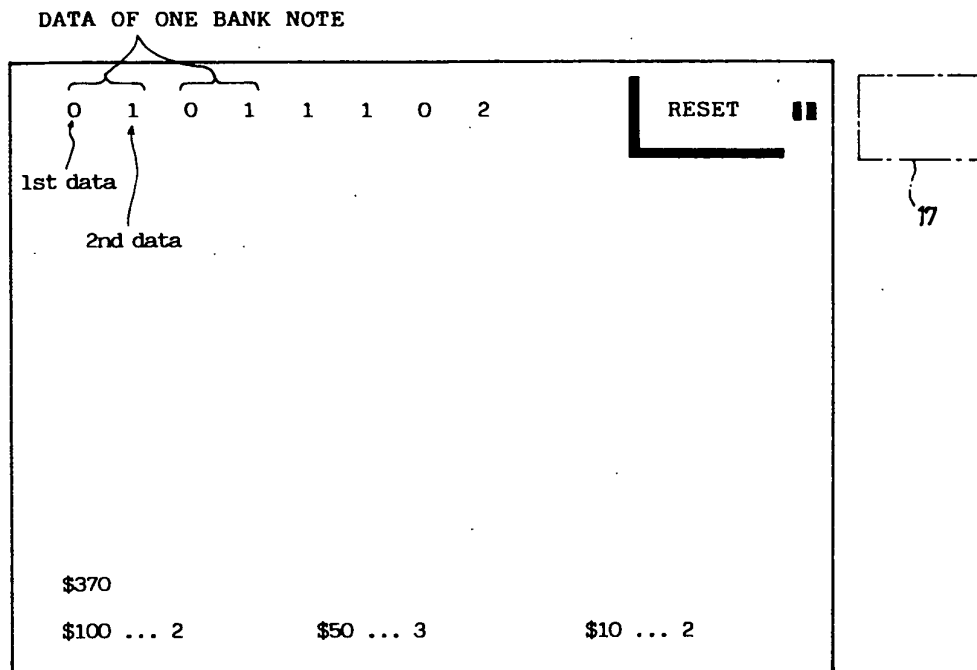 DATA OF ONE BANK NOTE
0 1 0 1 1 1 0 2 RESET
1st data
17
2nd data
$370
$100 ... 2 $50 ... 3 $10 ... 2